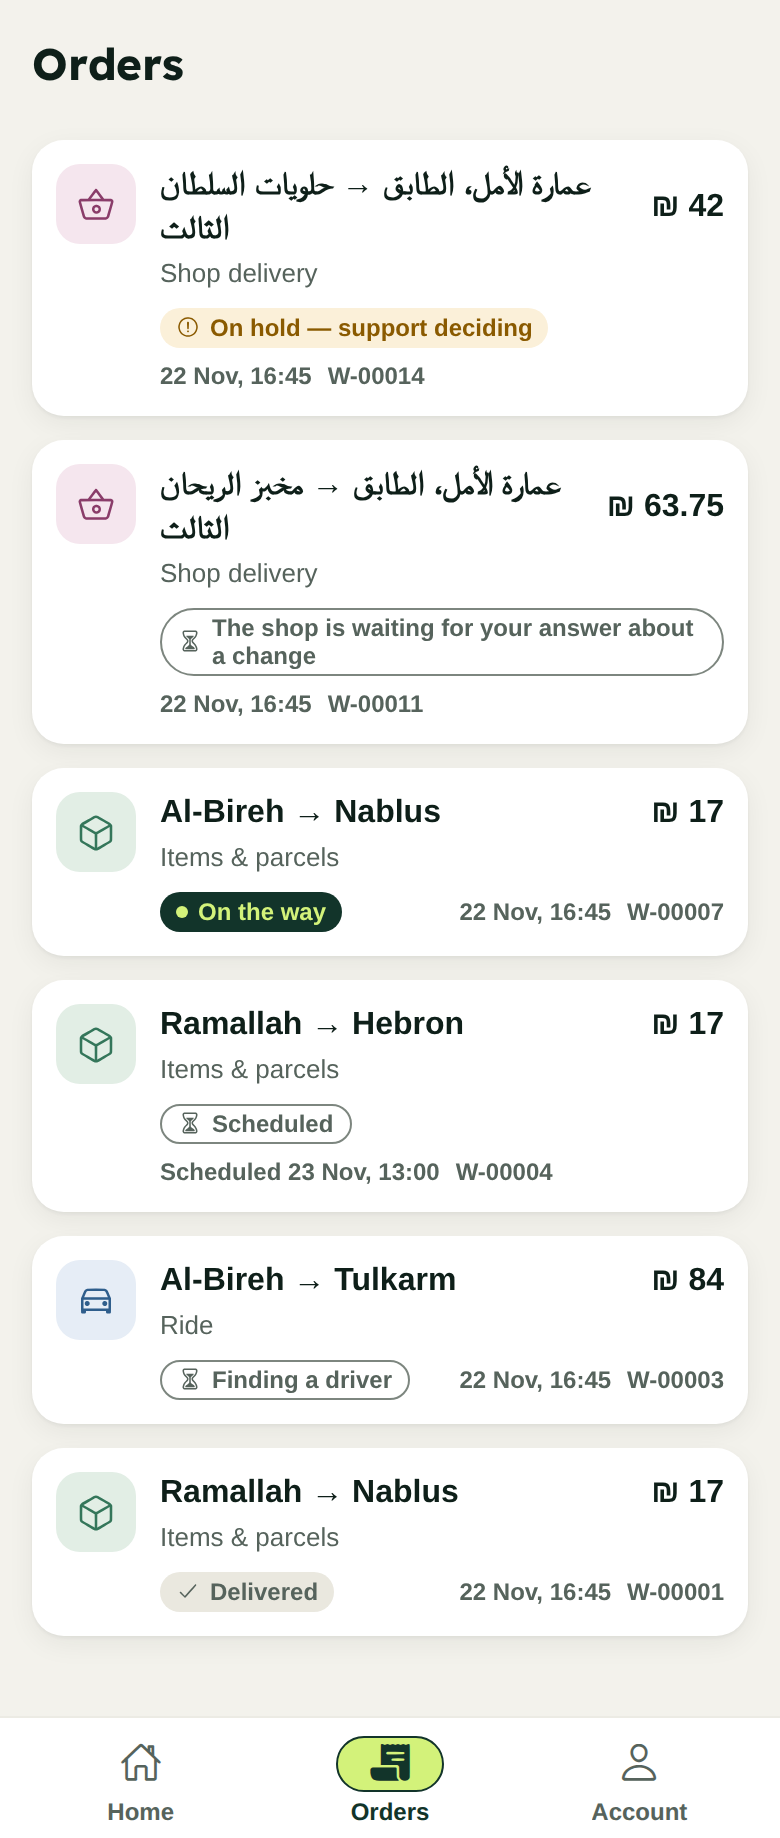 Orders
حلويات السلطان → عمارة الأمل، الطابق
الثالث
₪ 42
Shop delivery
On hold — support deciding
22 Nov, 16:45 W-00014
مخبز الريحان → عمارة الأمل، الطابق
الثالث
₪ 63.75
Shop delivery
The shop is waiting for your answer about
a change
22 Nov, 16:45 W-00011
Al-Bireh → Nablus
₪ 17
Items & parcels
On the way
22 Nov, 16:45 W-00007
Ramallah → Hebron
₪ 17
Items & parcels
Scheduled
Scheduled 23 Nov, 13:00 W-00004
Al-Bireh → Tulkarm
₪ 84
Ride
Finding a driver
22 Nov, 16:45 W-00003
Ramallah → Nablus
₪ 17
Items & parcels
Delivered
22 Nov, 16:45 W-00001
Home
Orders
Account